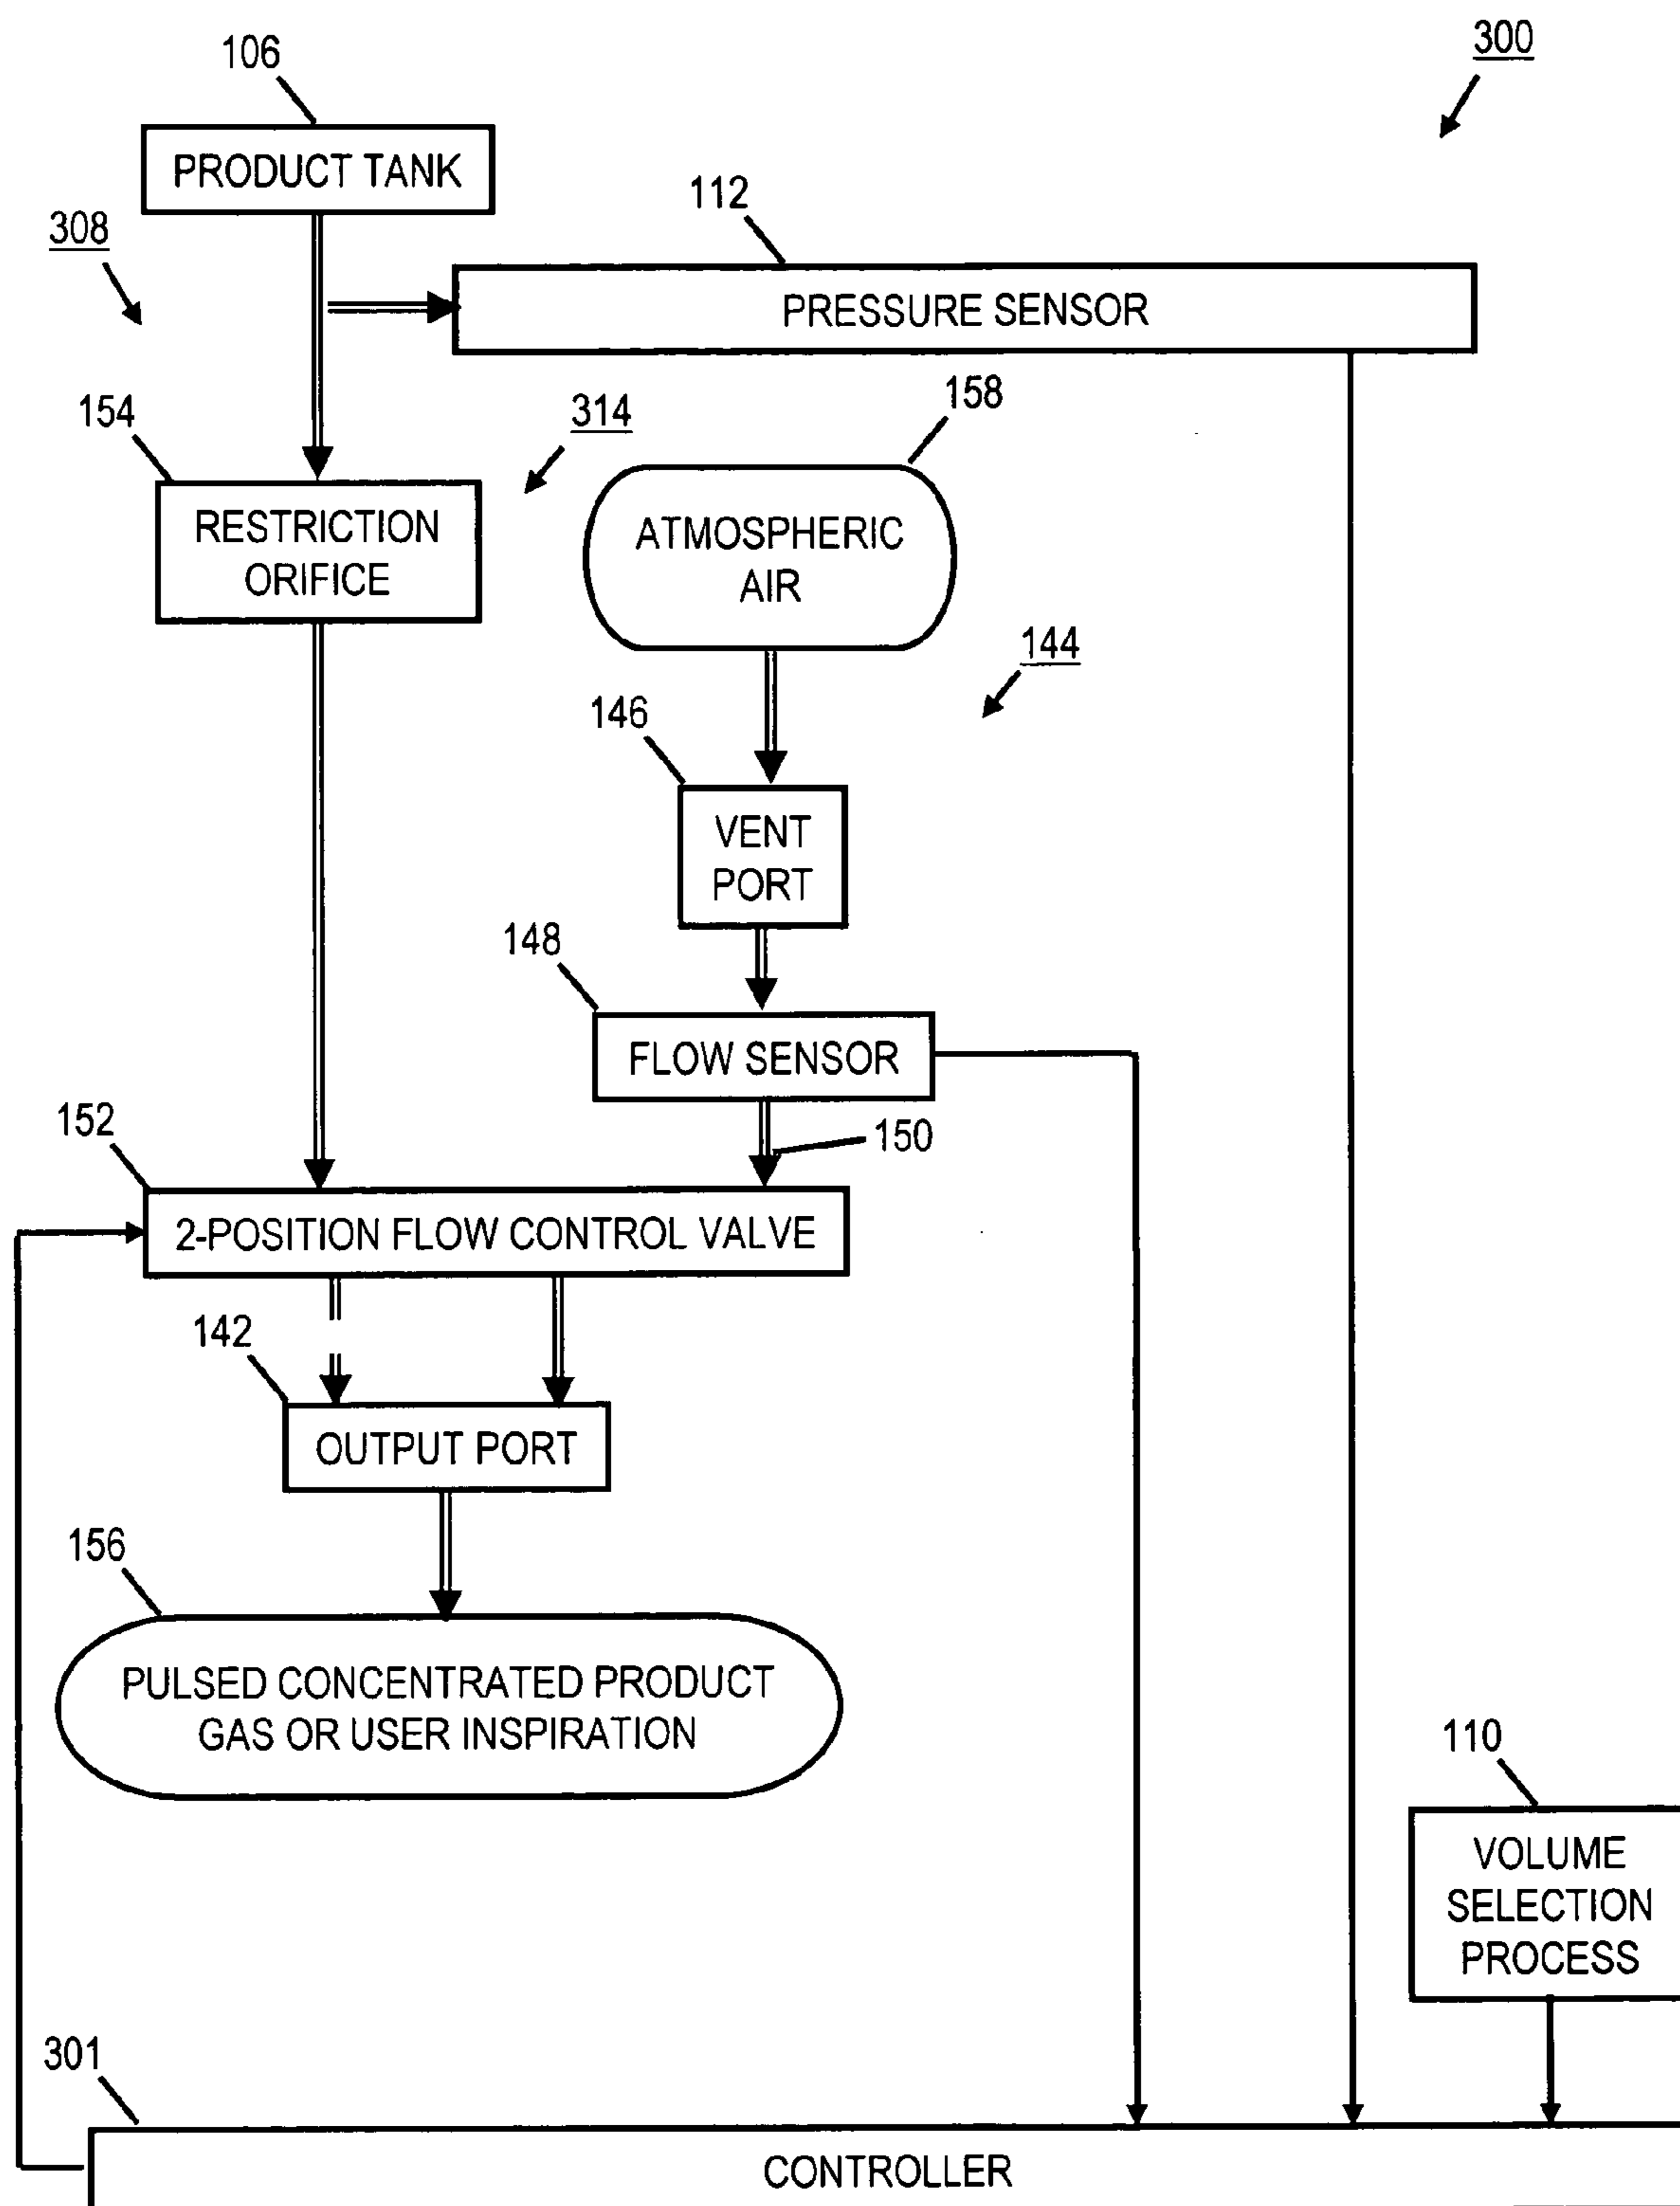 106
300
PRODUCT TANK
112
308
PRESSURE SENSOR
158
154
314
RESTRICTION
ORIFICE
ATMOSPHERIC
AIR
144
146
VENT
PORT
148
FLOW SENSOR
152
150
2-POSITION FLOW CONTROL VALVE
142
OUTPUT PORT
156
PULSED CONCENTRATED PRODUCT
GAS OR USER INSPIRATION
110
VOLUME
SELECTION
PROCESS
301
CONTROLLER